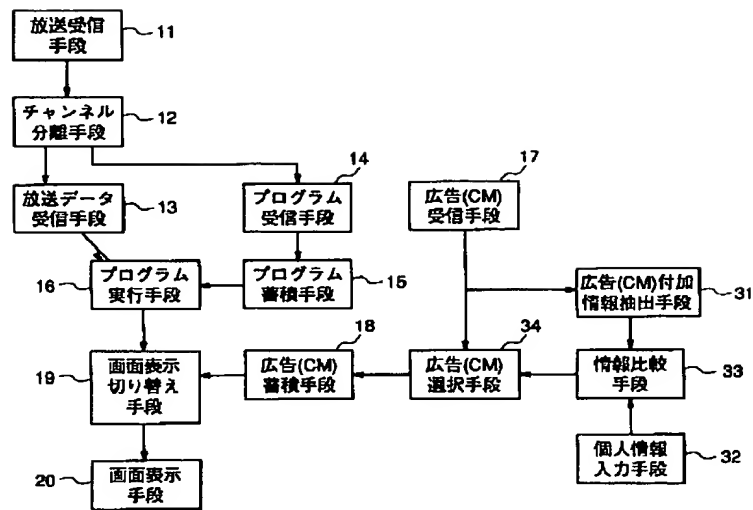 放送受信
手段
11
チャンネル
分離手段
12
放送データ
受信手段
13
プログラム
受信手段
14
プログラム
蓄積手段
15
プログラム
実行手段
16
広告(CM)
受信手段
17
広告(CM)
蓄積手段
18
画面表示
切り替え
手段
19
画面表示
手段
20
広告(CM)付加
情報抽出手段
31
個人情報
入力手段
32
情報比較
手段
33
広告(CM)
選択手段
34